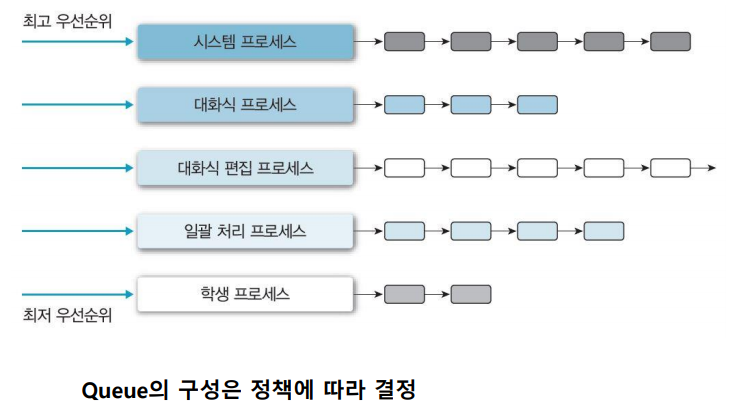 최고 우선순위
시스템 프로세스
대화식 프로세스
대화식 편집 프로세스
일괄 처리 프로세스
학생 프로세스
최저 우선순위
Queue의 구성은 정책에 따라 결정